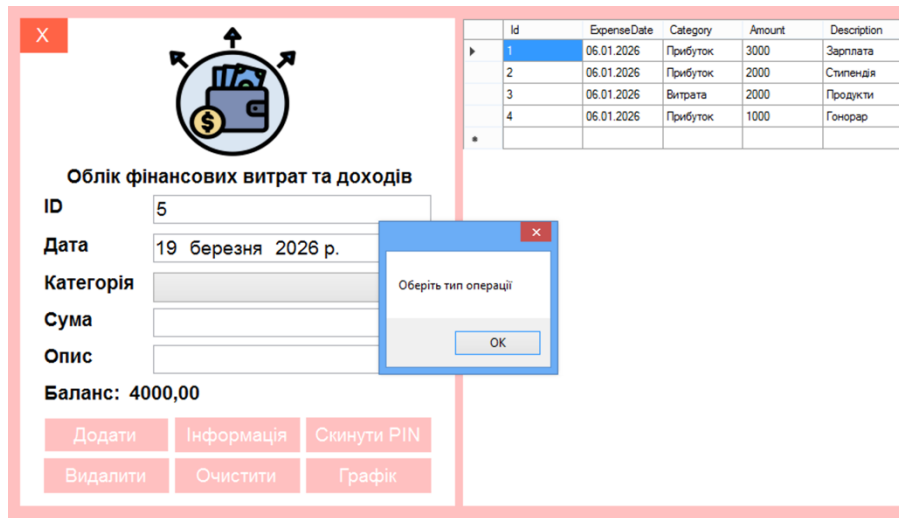 X
Облік фінансових витрат та доходів
ID 5
Дата 19 березня 2026 р.
Категорія
Сума
Опис
Баланс: 4000,00
Додати Інформація Скинути PIN
Видалити Очистити Графік
Id ExpenseDate Category Amount Description
1 06.01.2026 Прибуток 3000 Зарплата
2 06.01.2026 Прибуток 2000 Стипендія
3 06.01.2026 Витрата 2000 Продукти
4 06.01.2026 Прибуток 1000 Гонорар
Оберіть тип операції
OK